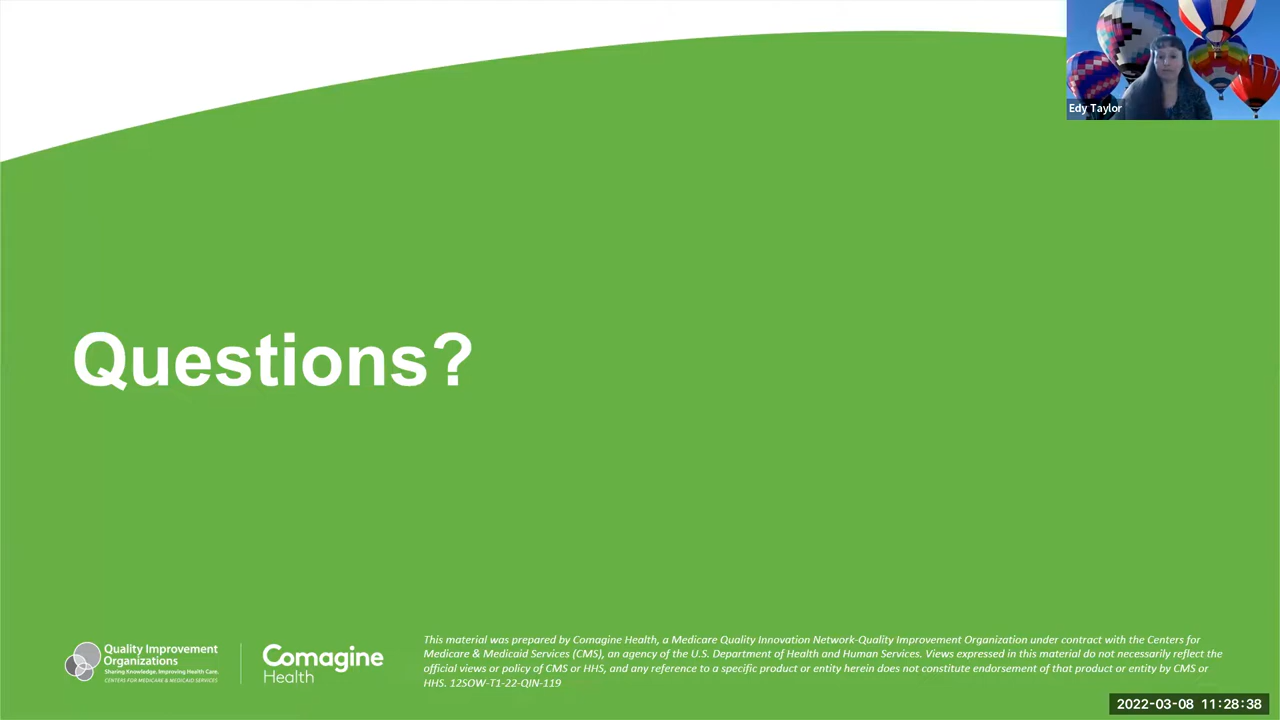 Edy Taylor
Questions?
Quality Improvement
Organizations
Sharing Knowledge. Improving Health Care.
CENTERS FOR MEDICARE & MEDICAID SERVICES
Comagine
Health
This material was prepared by Comagine Health, a Medicare Quality Innovation Network-Quality Improvement Organization under contract with the Centers for
Medicare & Medicaid Services (CMS), an agency of the U.S. Department of Health and Human Services. Views expressed in this material do not necessarily reflect the
official views or policy of CMS or HHS, and any reference to a specific product or entity herein does not constitute endorsement of that product or entity by CMS or
HHS. 12SOW-T1-22-QIN-119
2022-03-08 11:28:38